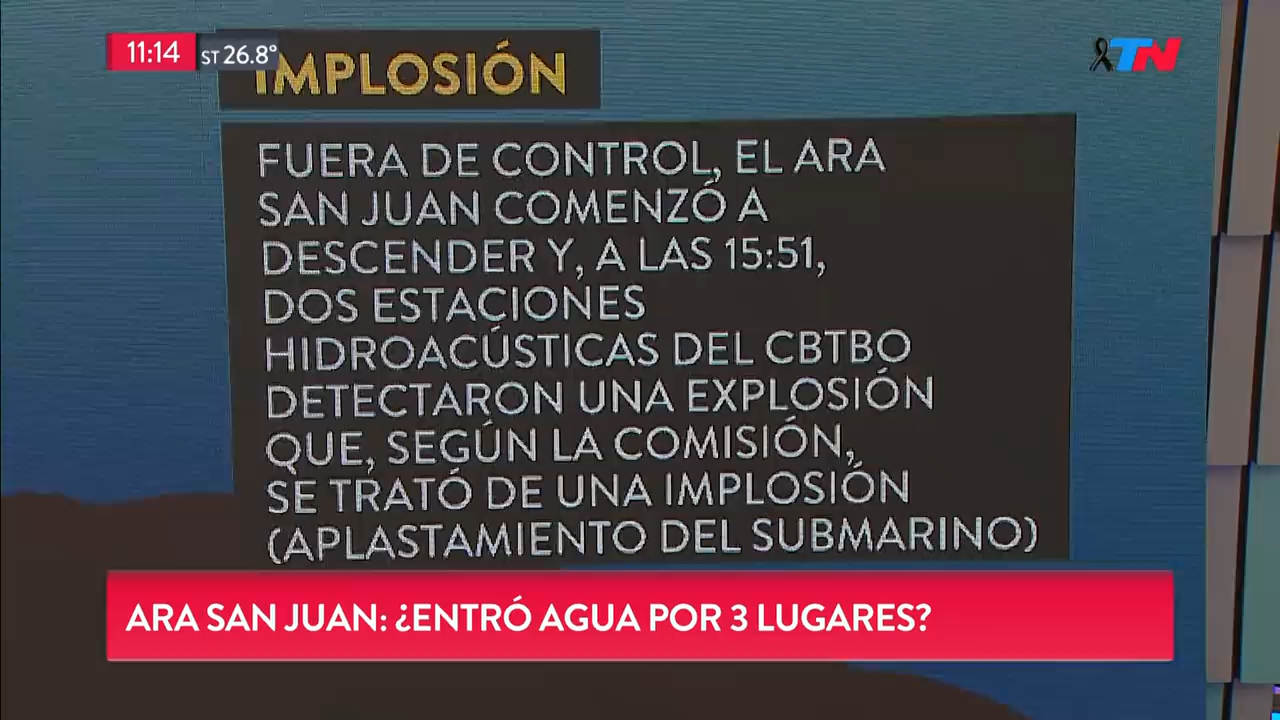 11:14 ST 26.8°
TN
IMPLOSIÓN
FUERA DE CONTROL, EL ARA
SAN JUAN COMENZÓ A
DESCENDER Y, A LAS 15:51,
DOS ESTACIONES
HIDROACÚSTICAS DEL CBTBO
DETECTARON UNA EXPLOSIÓN
QUE, SEGÚN LA COMISIÓN,
SE TRATÓ DE UNA IMPLOSIÓN
(APLASTAMIENTO DEL SUBMARINO)
ARA SAN JUAN: ¿ENTRÓ AGUA POR 3 LUGARES?